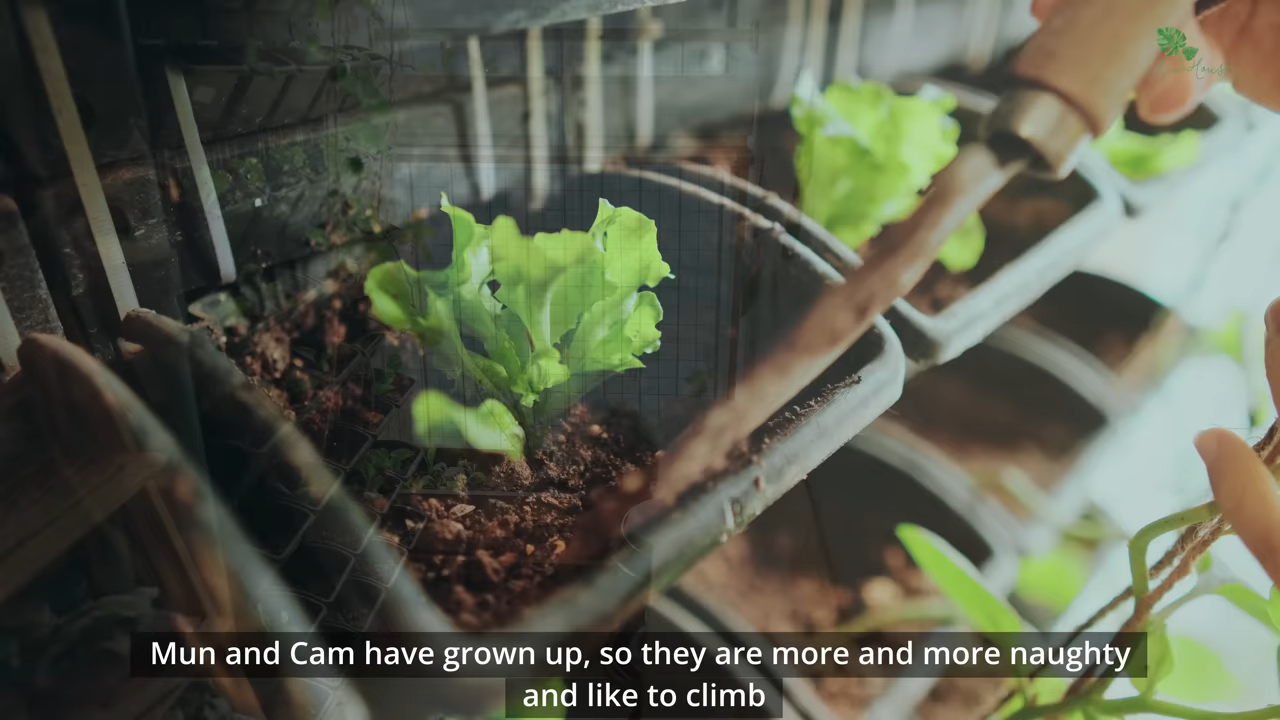 Mun and Cam have grown up, so they are more and more naughty
and like to climb